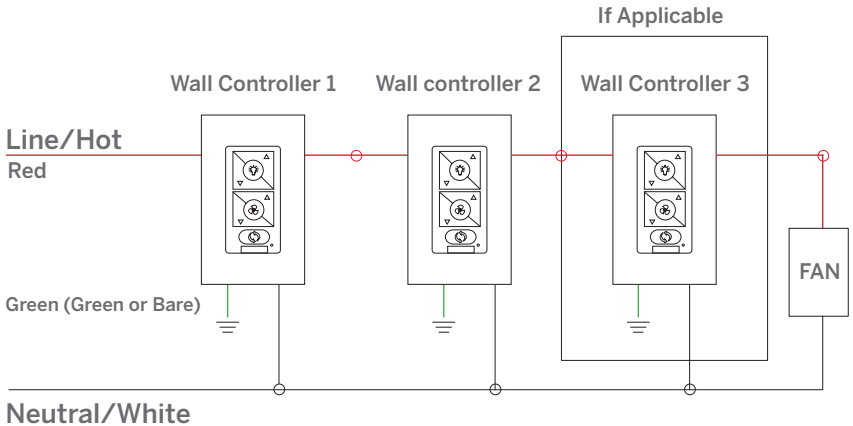 If Applicable
Wall Controller 1
Wall controller 2
Wall Controller 3
Line/Hot
Red
FAN
Green (Green or Bare)
Neutral/White